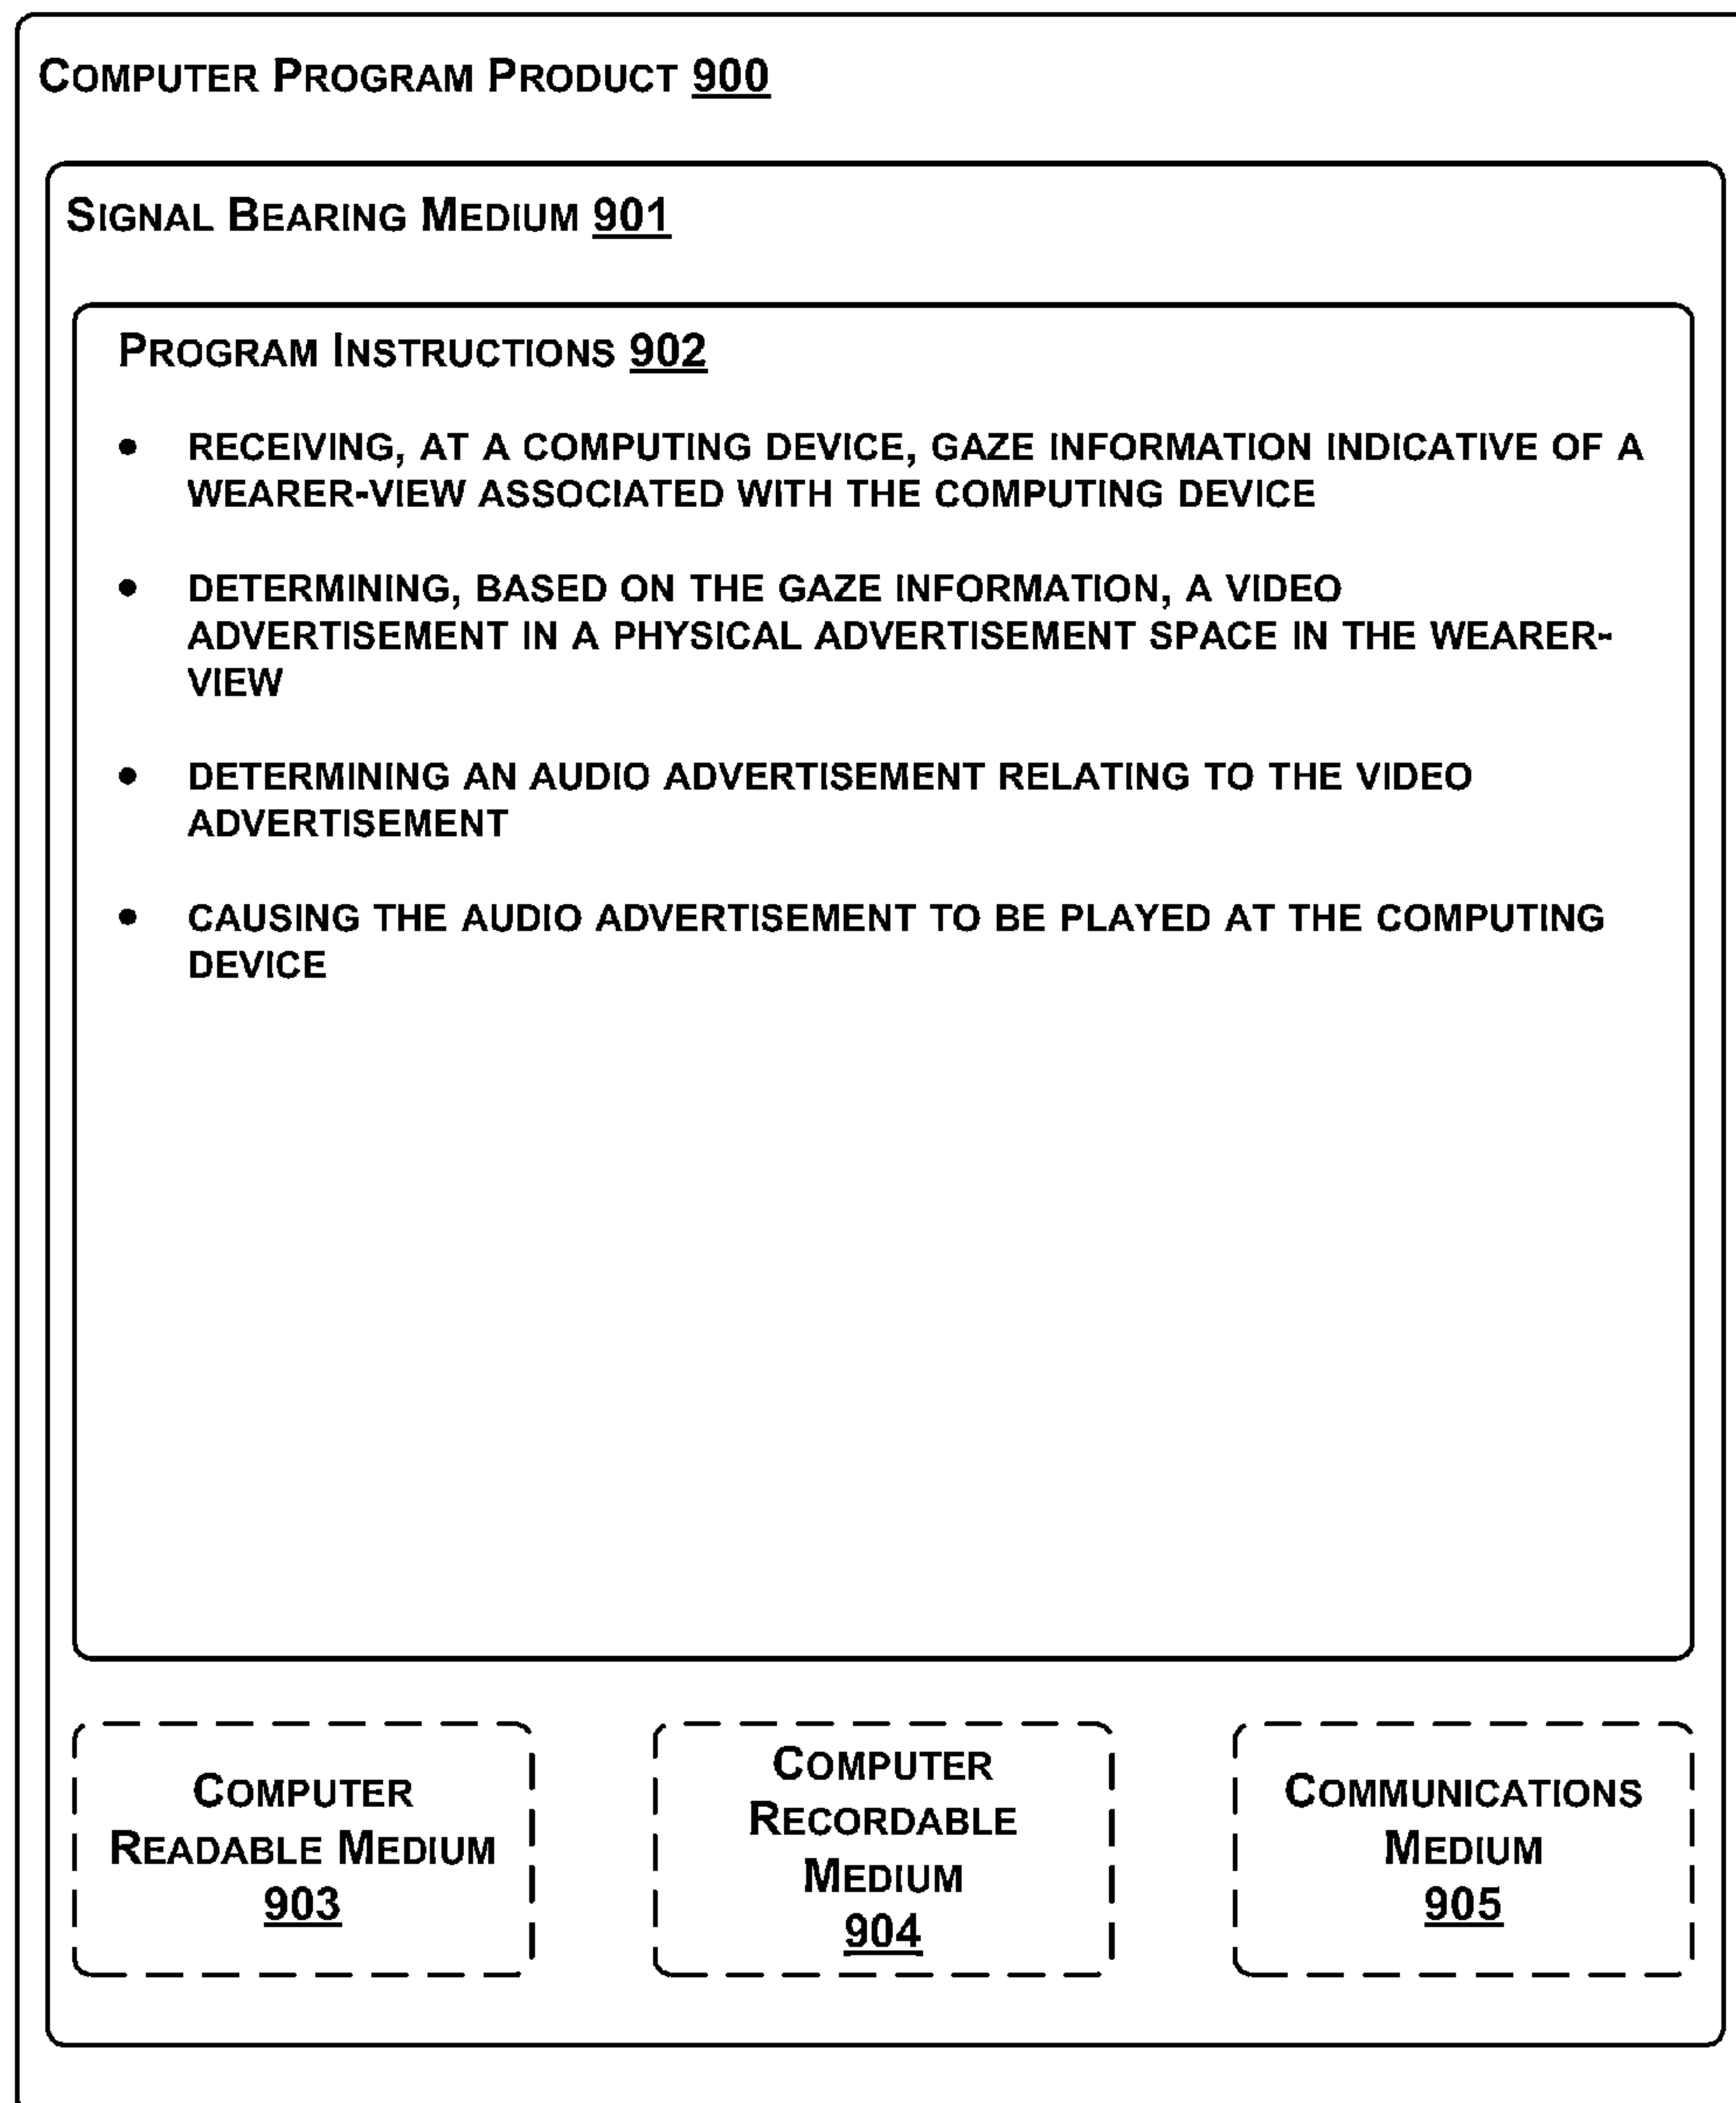 COMPUTER PROGRAM PRODUCT 900
SIGNAL BEARING MEDIUM 901
PROGRAM INSTRUCTIONS 902
• RECEIVING, AT A COMPUTING DEVICE, GAZE INFORMATION INDICATIVE OF A
WEARER-VIEW ASSOCIATED WITH THE COMPUTING DEVICE
• DETERMINING, BASED ON THE GAZE INFORMATION, A VIDEO
ADVERTISEMENT IN A PHYSICAL ADVERTISEMENT SPACE IN THE WEARER-
VIEW
• DETERMINING AN AUDIO ADVERTISEMENT RELATING TO THE VIDEO
ADVERTISEMENT
• CAUSING THE AUDIO ADVERTISEMENT TO BE PLAYED AT THE COMPUTING
DEVICE
COMPUTER
READABLE MEDIUM
903
COMPUTER
RECORDABLE
MEDIUM
904
COMMUNICATIONS
MEDIUM
905